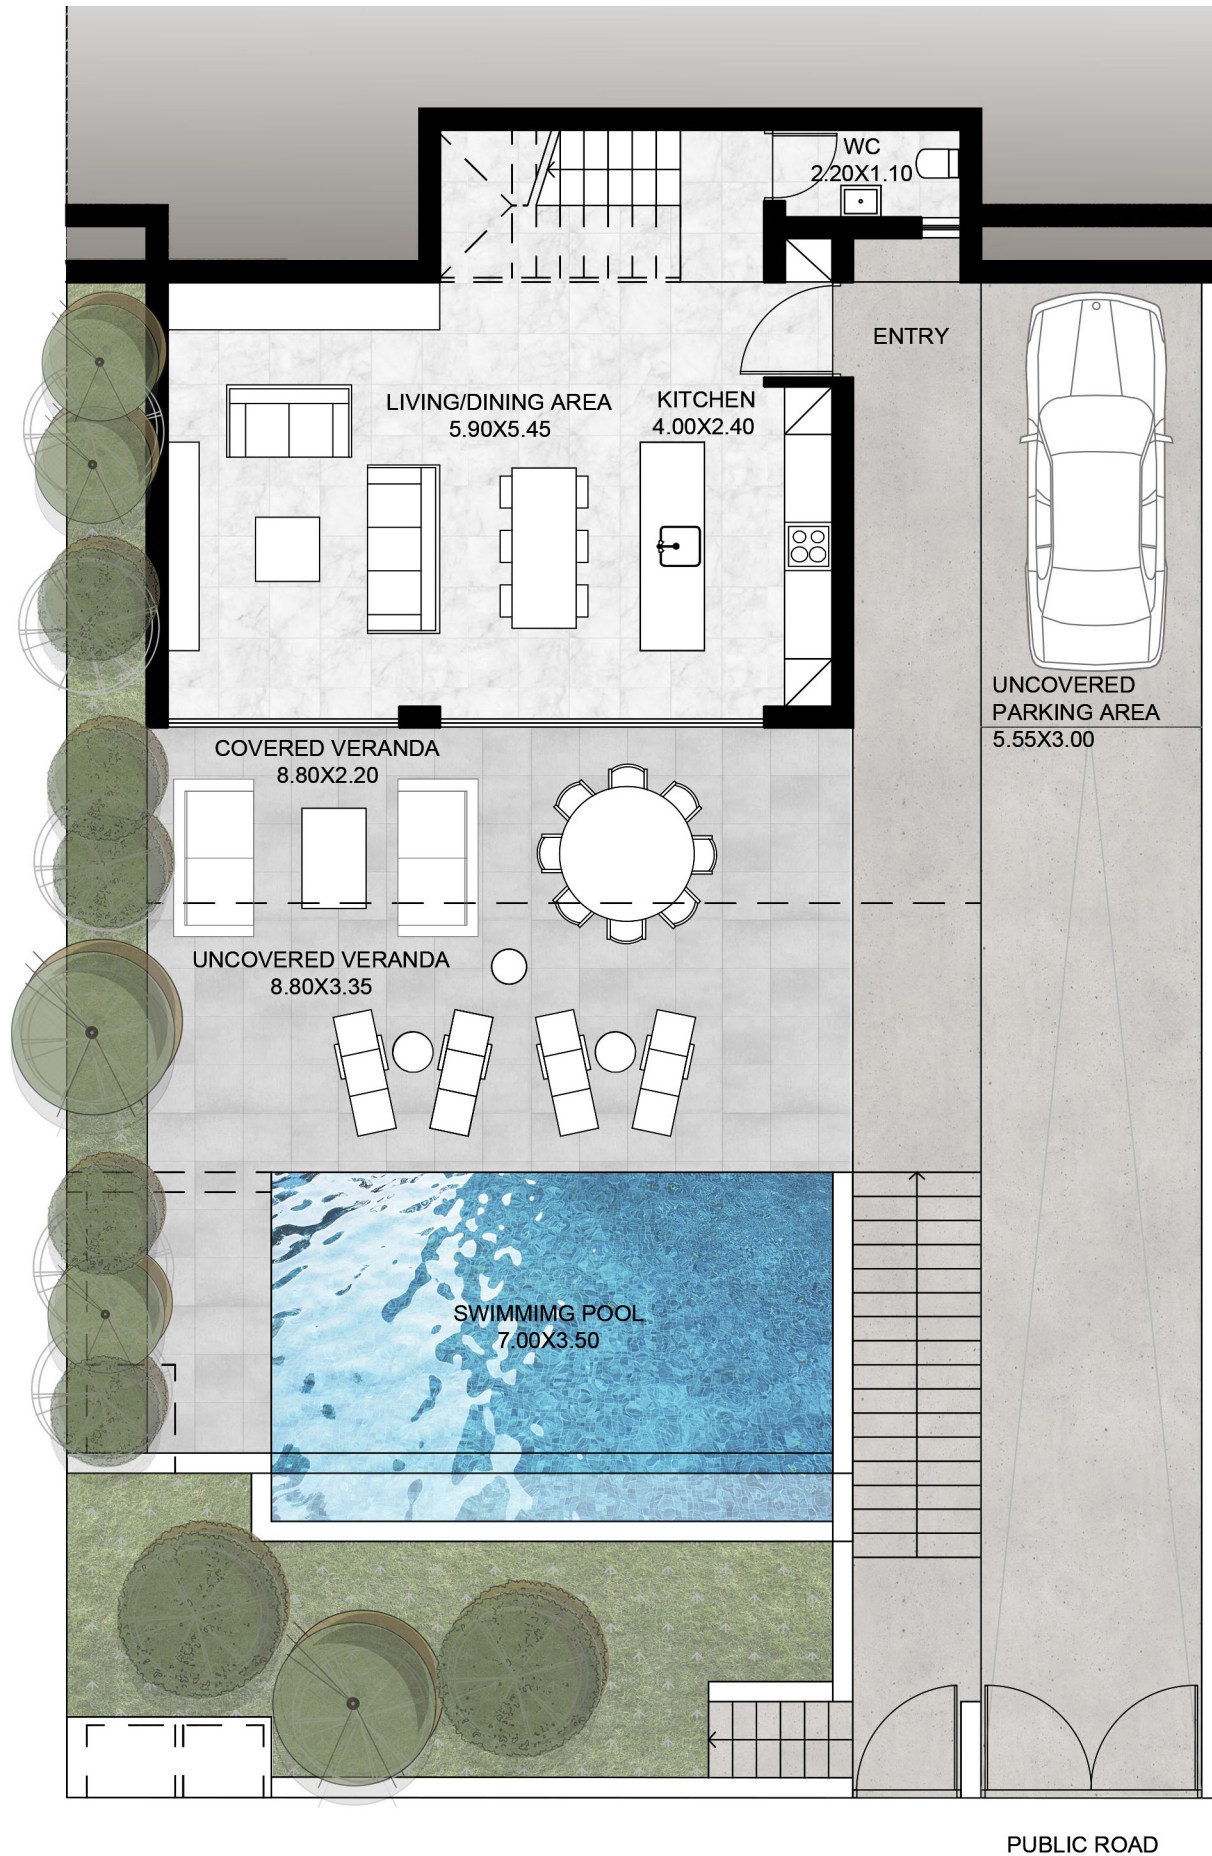 WC
2.20X1.10
ENTRY
LIVING/DINING AREA
5.90X5.45
KITCHEN
4.00X2.40
UNCOVERED
PARKING AREA
5.55X3.00
COVERED VERANDA
8.80X2.20
UNCOVERED VERANDA
8.80X3.35
SWIMMIMG POOL
7.00X3.50
PUBLIC ROAD